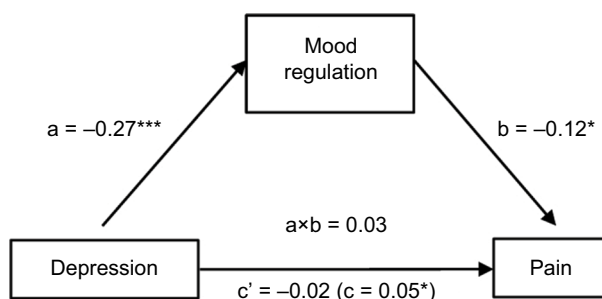 Mood
regulation
a = –0.27***
b = –0.12*
a×b = 0.03
Depression
Pain
c’ = –0.02 (c = 0.05*)